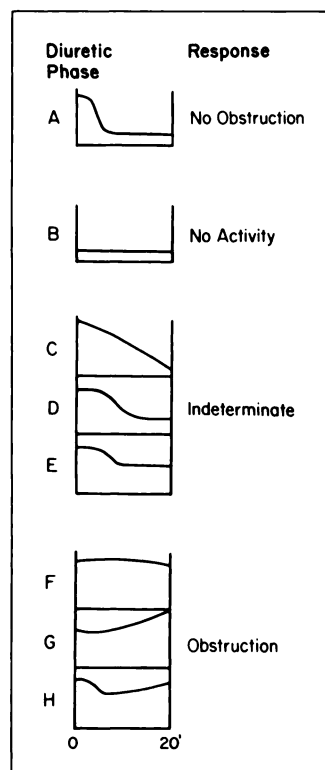 Diuretic Phase Response
A No Obstruction
B No Activity
C
D Indeterminate
E
F
G Obstruction
H
0 20'